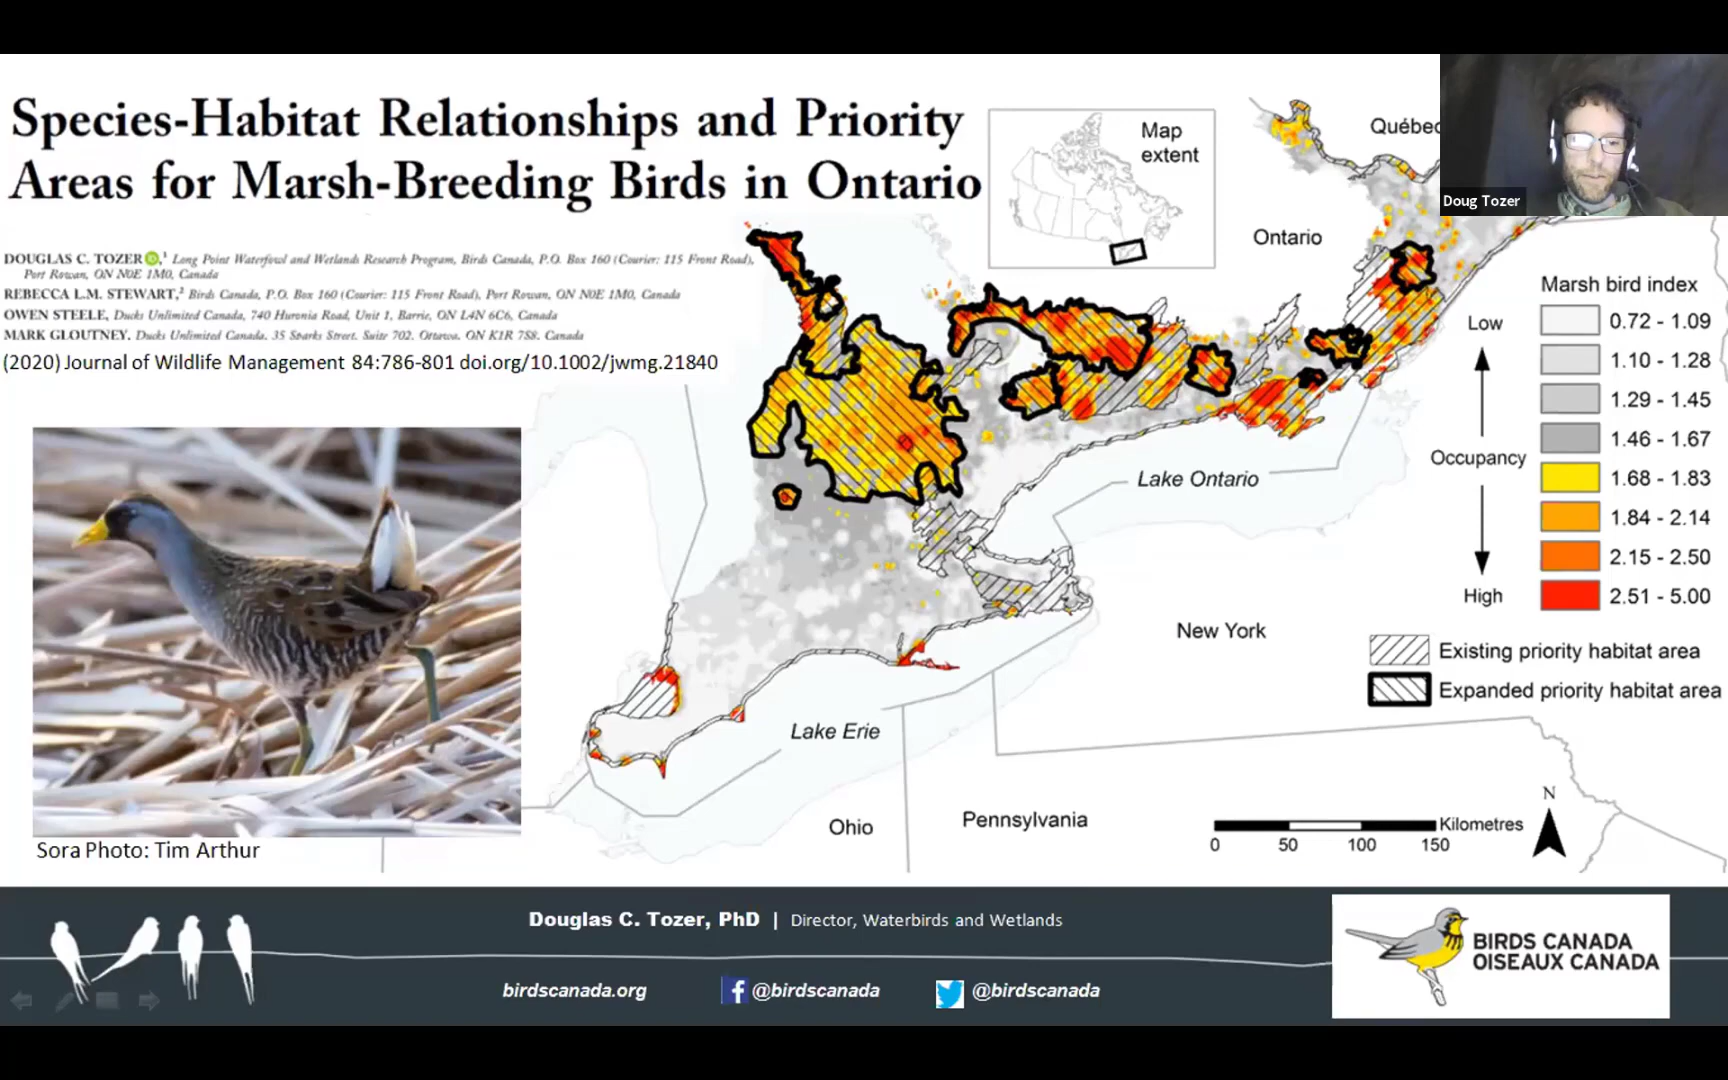 Species-Habitat Relationships and Priority
Areas for Marsh-Breeding Birds in Ontario
DOUGLAS C. TOZER iD,¹ Long Point Waterfowl and Wetlands Research Program, Birds Canada, P.O. Box 160 (Courier: 115 Front Road),
Port Rowan, ON N0E 1M0, Canada
REBECCA L.M. STEWART,² Birds Canada, P.O. Box 160 (Courier: 115 Front Road), Port Rowan, ON N0E 1M0, Canada
OWEN STEELE, Ducks Unlimited Canada, 740 Huronia Road, Unit 1, Barrie, ON L4N 6C6, Canada
MARK GLOUTNEY, Ducks Unlimited Canada, 35 Sparks Street, Suite 702, Ottawa, ON K1R 7S8, Canada
(2020) Journal of Wildlife Management 84:786-801 doi.org/10.1002/jwmg.21840
Map
extent
Québec
Ontario
Doug Tozer
Marsh bird index
Low
Occupancy
High
0.72 - 1.09
1.10 - 1.28
1.29 - 1.45
1.46 - 1.67
1.68 - 1.83
1.84 - 2.14
2.15 - 2.50
2.51 - 5.00
Existing priority habitat area
Expanded priority habitat area
Lake Ontario
New York
Lake Erie
Ohio
Pennsylvania
N
Kilometres
0 50 100 150
Sora Photo: Tim Arthur
Douglas C. Tozer, PhD | Director, Waterbirds and Wetlands
birdscanada.org
f @birdscanada
@birdscanada
BIRDS CANADA
OISEAUX CANADA